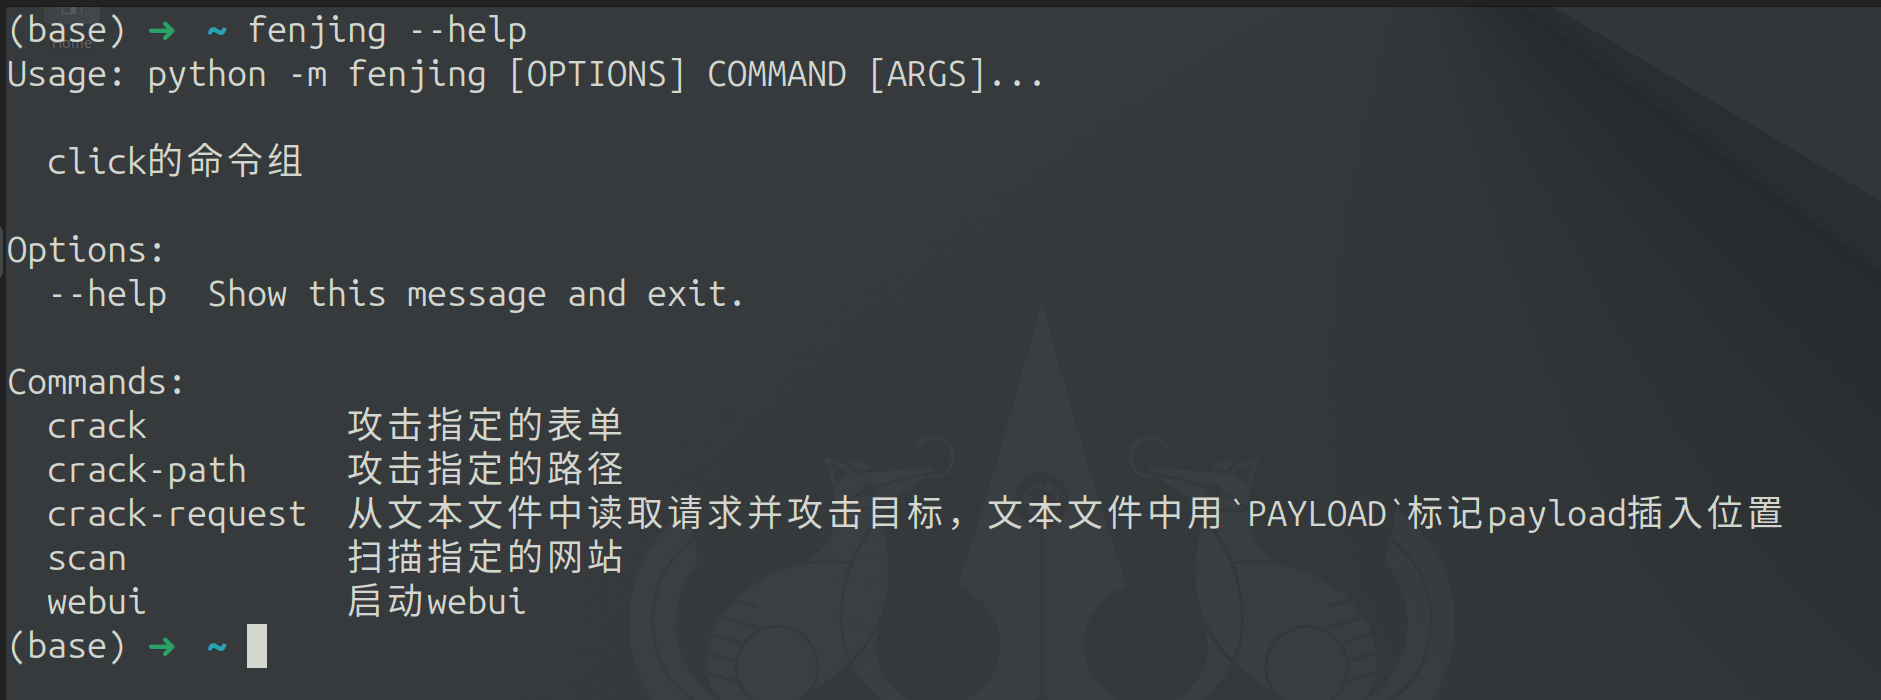 (base) ➜ ~ fenjing --help
Home
Usage: python -m fenjing [OPTIONS] COMMAND [ARGS]...
click的命令组
Options:
--help Show this message and exit.
Commands:
crack 攻击指定的表单
crack-path 攻击指定的路径
crack-request 从文本文件中读取请求并攻击目标，文本文件中用`PAYLOAD`标记payload插入位置
scan 扫描指定的网站
webui 启动webui
(base) ➜ ~